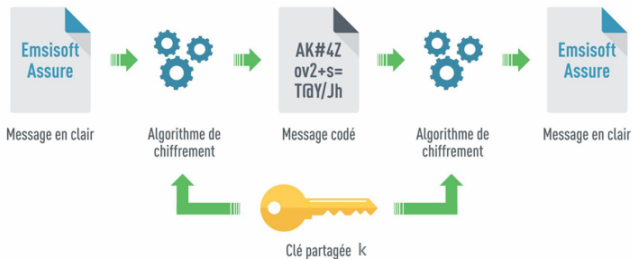 Emsisoft
Assure
AK#4Z
ov2+s=
T@Y/Jh
Emsisoft
Assure
Message en clair
Algorithme de
chiffrement
Message codé
Algorithme de
chiffrement
Message en clair
Clé partagée k